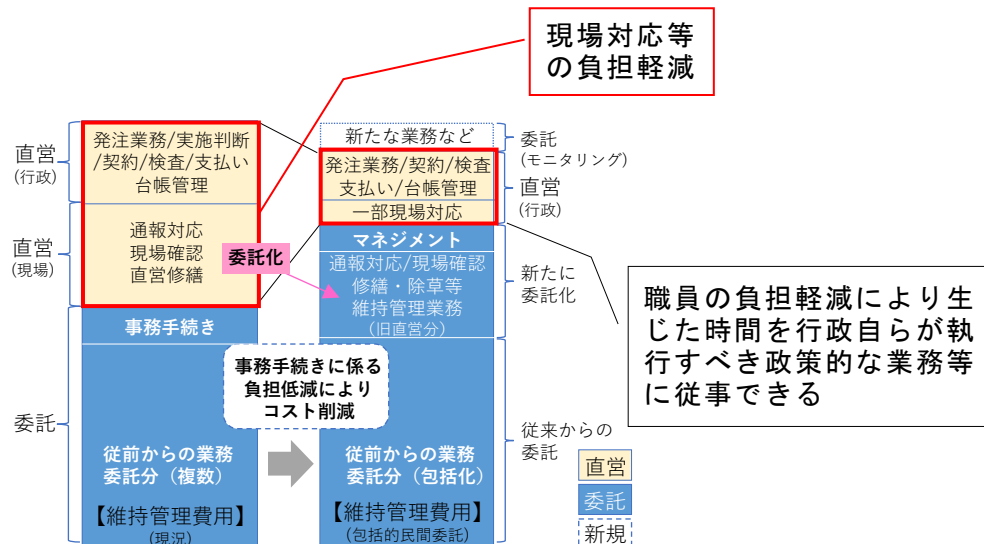 現場対応等
の負担軽減
直営
(行政)
発注業務/実施判断
/契約/検査/支払い
台帳管理
直営
(現場)
通報対応
現場確認
直営修繕
委託化
委託
事務手続き
従前からの業務
委託分（複数）
【維持管理費用】
(現況)
事務手続きに係る
負担低減により
コスト削減
新たな業務など
発注業務/契約/検査
支払い/台帳管理
一部現場対応
マネジメント
通報対応/現場確認
修繕・除草等
維持管理業務
(旧直営分)
従前からの業務
委託分（包括化）
【維持管理費用】
(包括的民間委託)
委託
(モニタリング)
直営
(行政)
新たに
委託化
従来からの
委託
職員の負担軽減により生
じた時間を行政自らが執
行すべき政策的な業務等
に従事できる
直営
委託
新規